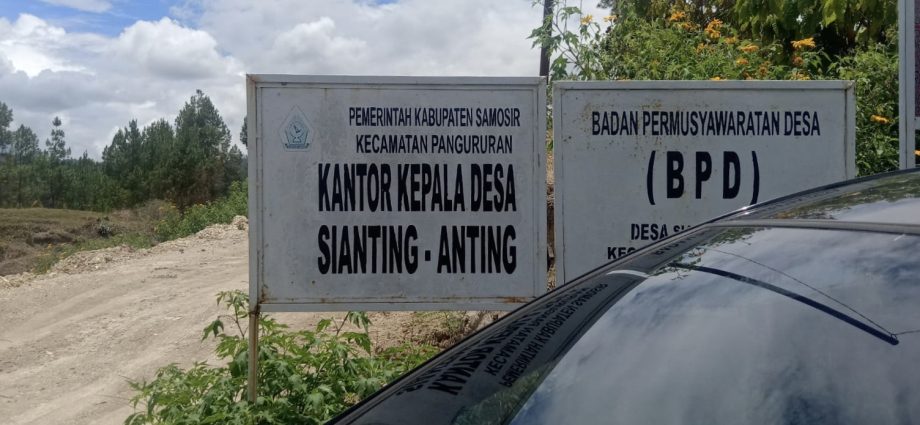 PEMERINTAH KABUPATEN SAMOSIR
KECAMATAN PANGURURAN
KANTOR KEPALA DESA
SIANTING - ANTING
BADAN PERMUSYAWARATAN DESA
(BPD)
DESA